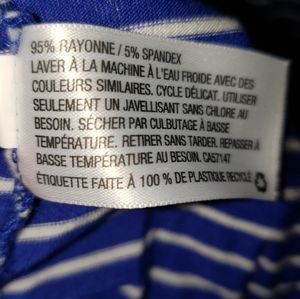 95% RAYONNE / 5% SPANDEX
LAVER À LA MACHINE À L'EAU FROIDE AVEC DES
COULEURS SIMILAIRES. CYCLE DÉLICAT. UTILISER
SEULEMENT UN JAVELLISANT SANS CHLORE AU
BESOIN. SÉCHER PAR CULBUTAGE À BASSE
TEMPÉRATURE. RETIRER SANS TARDER. REPASSER À
BASSE TEMPÉRATURE AU BESOIN. CA57147
ÉTIQUETTE FAITE À 100 % DE PLASTIQUE RECYCLÉ